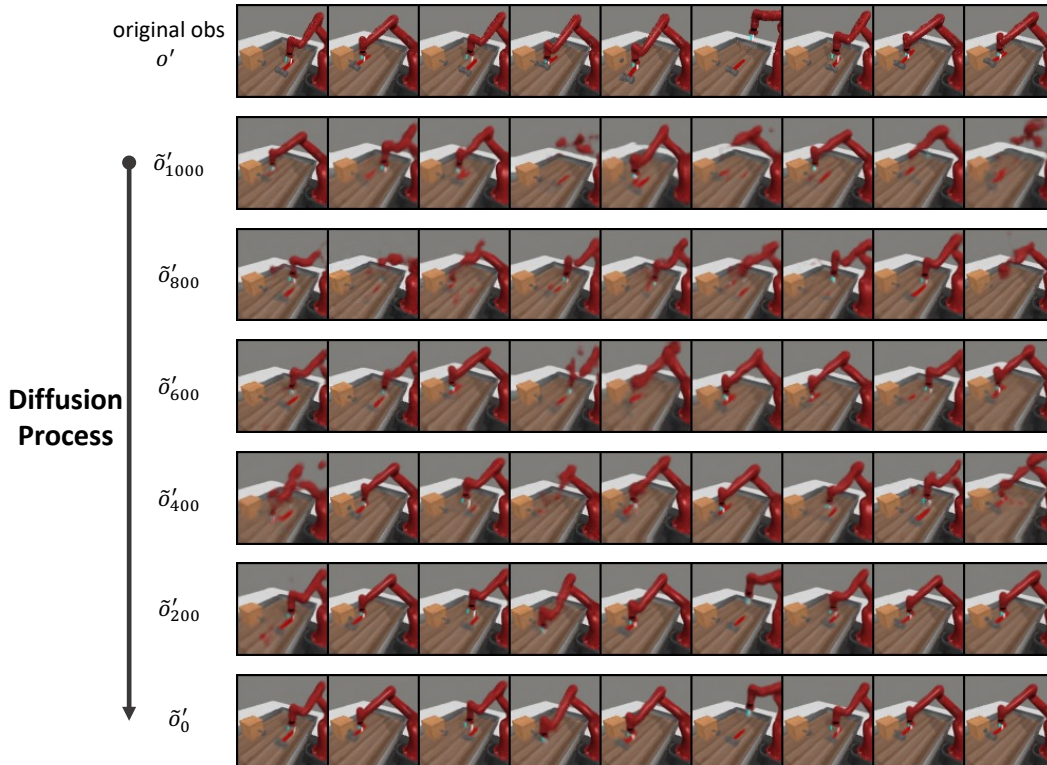 original obs
o′
õ′₁₀₀₀
õ′₈₀₀
õ′₆₀₀
Diffusion
Process
õ′₄₀₀
õ′₂₀₀
õ′₀